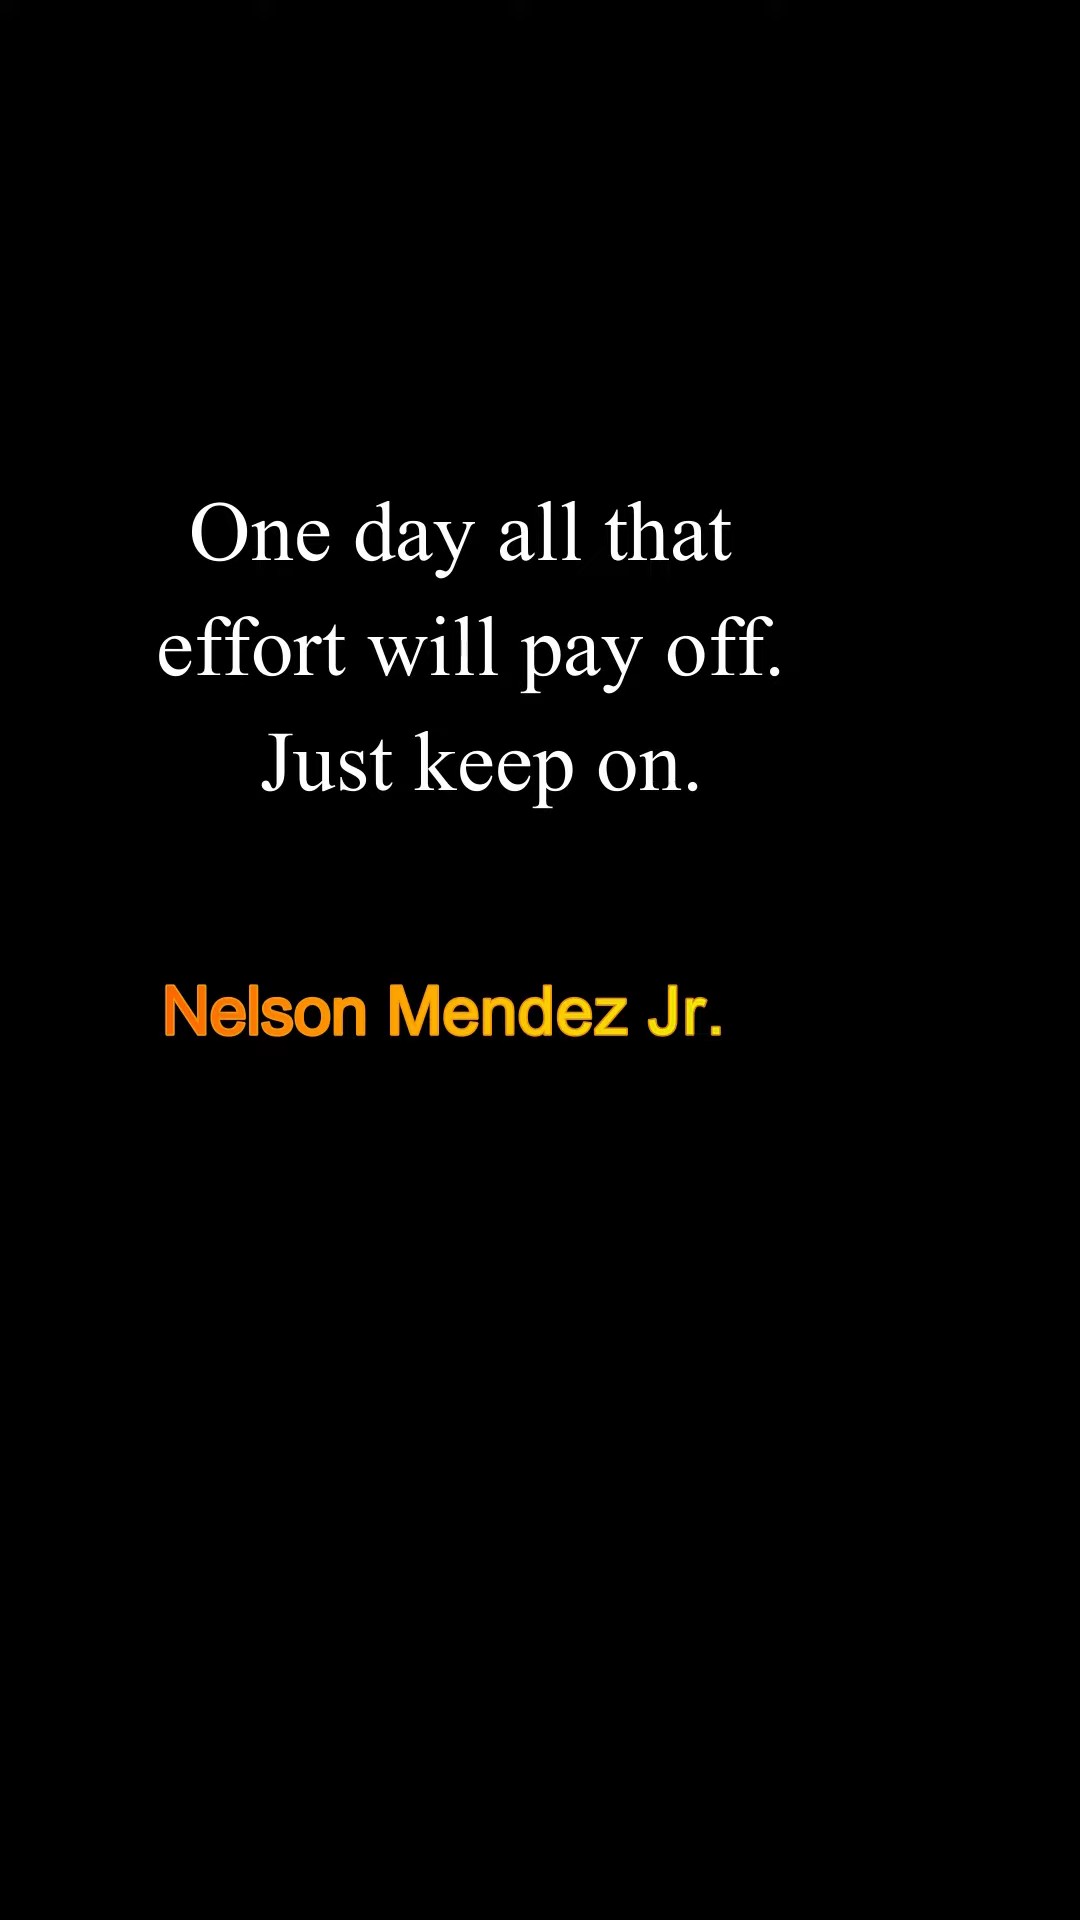 One day all that
effort will pay off.
Just keep on.
Nelson Mendez Jr.